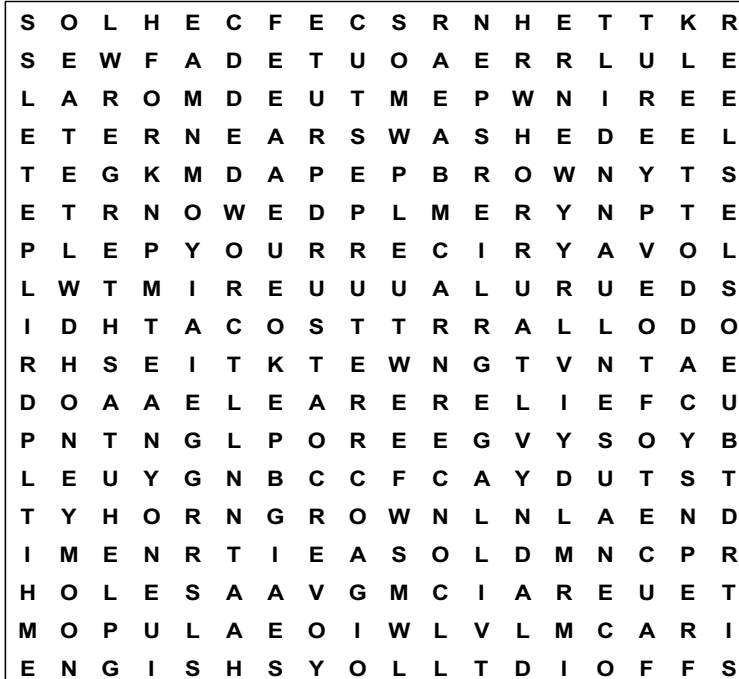 S O L H E C F E C S R N H E T T K R
S E W F A D E T U O A E R R L U L E
L A R O M D E U T M E P W N I R E E
E T E R N E A R S W A S H E D E E L
T E G K M D A P E P B R O W N Y T S
E T R N O W E D P L M E R Y N P T E
P L E P Y O U R R E C I R Y A V O L
L W T M I R E U U U A L U R U E D S
I D H T A C O S T T R R A L L O D O
R H S E I T K T E W N G T V N T A E
D O A A E L E A R E R E L I E F C U
P N T N G L P O R E E G V Y S O Y B
L E U Y G N B C C F C A Y D U T S T
T Y H O R N G R O W N L N L A E N D
I M E N R T I E A S O L D M N C P R
H O L E S A A V G M C I A R E U E T
M O P U L A E O I W L V L M C A R I
E N G I S H S Y O L L T D I O F F S